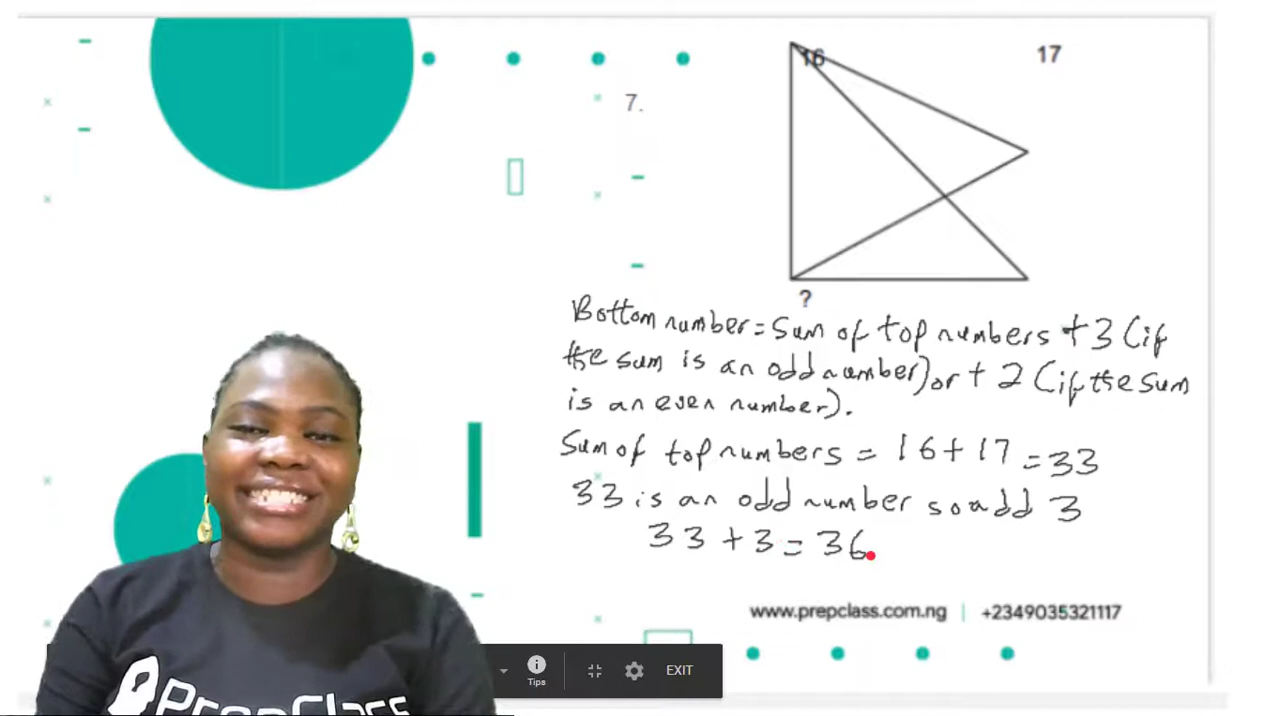 16
17
7.
?
Bottom number = Sum of top numbers + 3 (if
the sum is an odd number) or + 2 (if the sum
is an even number).
Sum of top numbers = 16 + 17 = 33
33 is an odd number so add 3
33 + 3 = 36
www.prepclass.com.ng | +2349035321117
Tips
EXIT
PrepClass